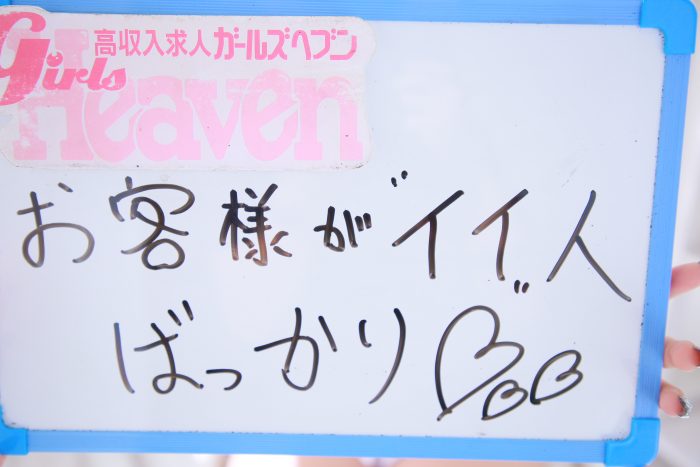 高収入求人ガールズヘブン
Girls
Heaven
お客様が"イイ"人
ばっかり